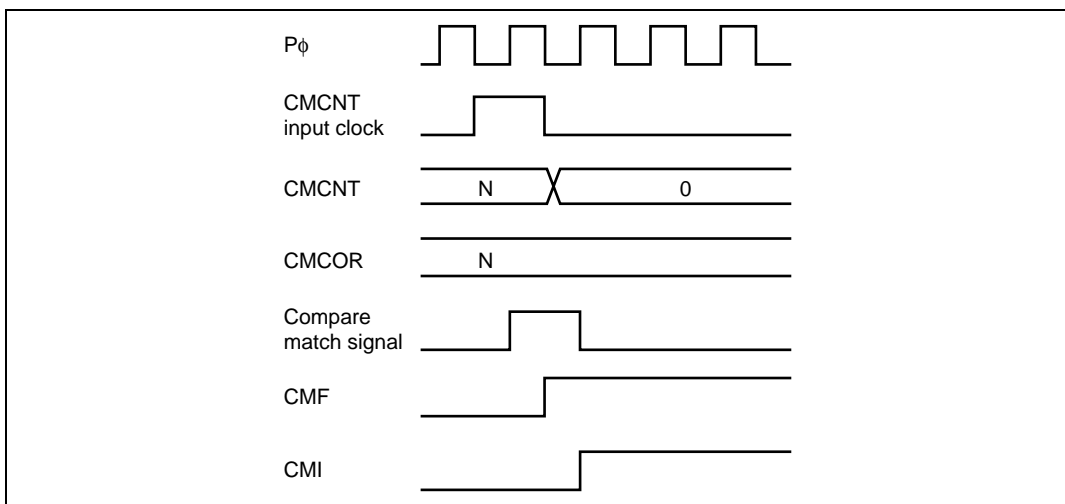 Pϕ
CMCNT
input clock
CMCNT
N
0
CMCOR
N
Compare
match signal
CMF
CMI